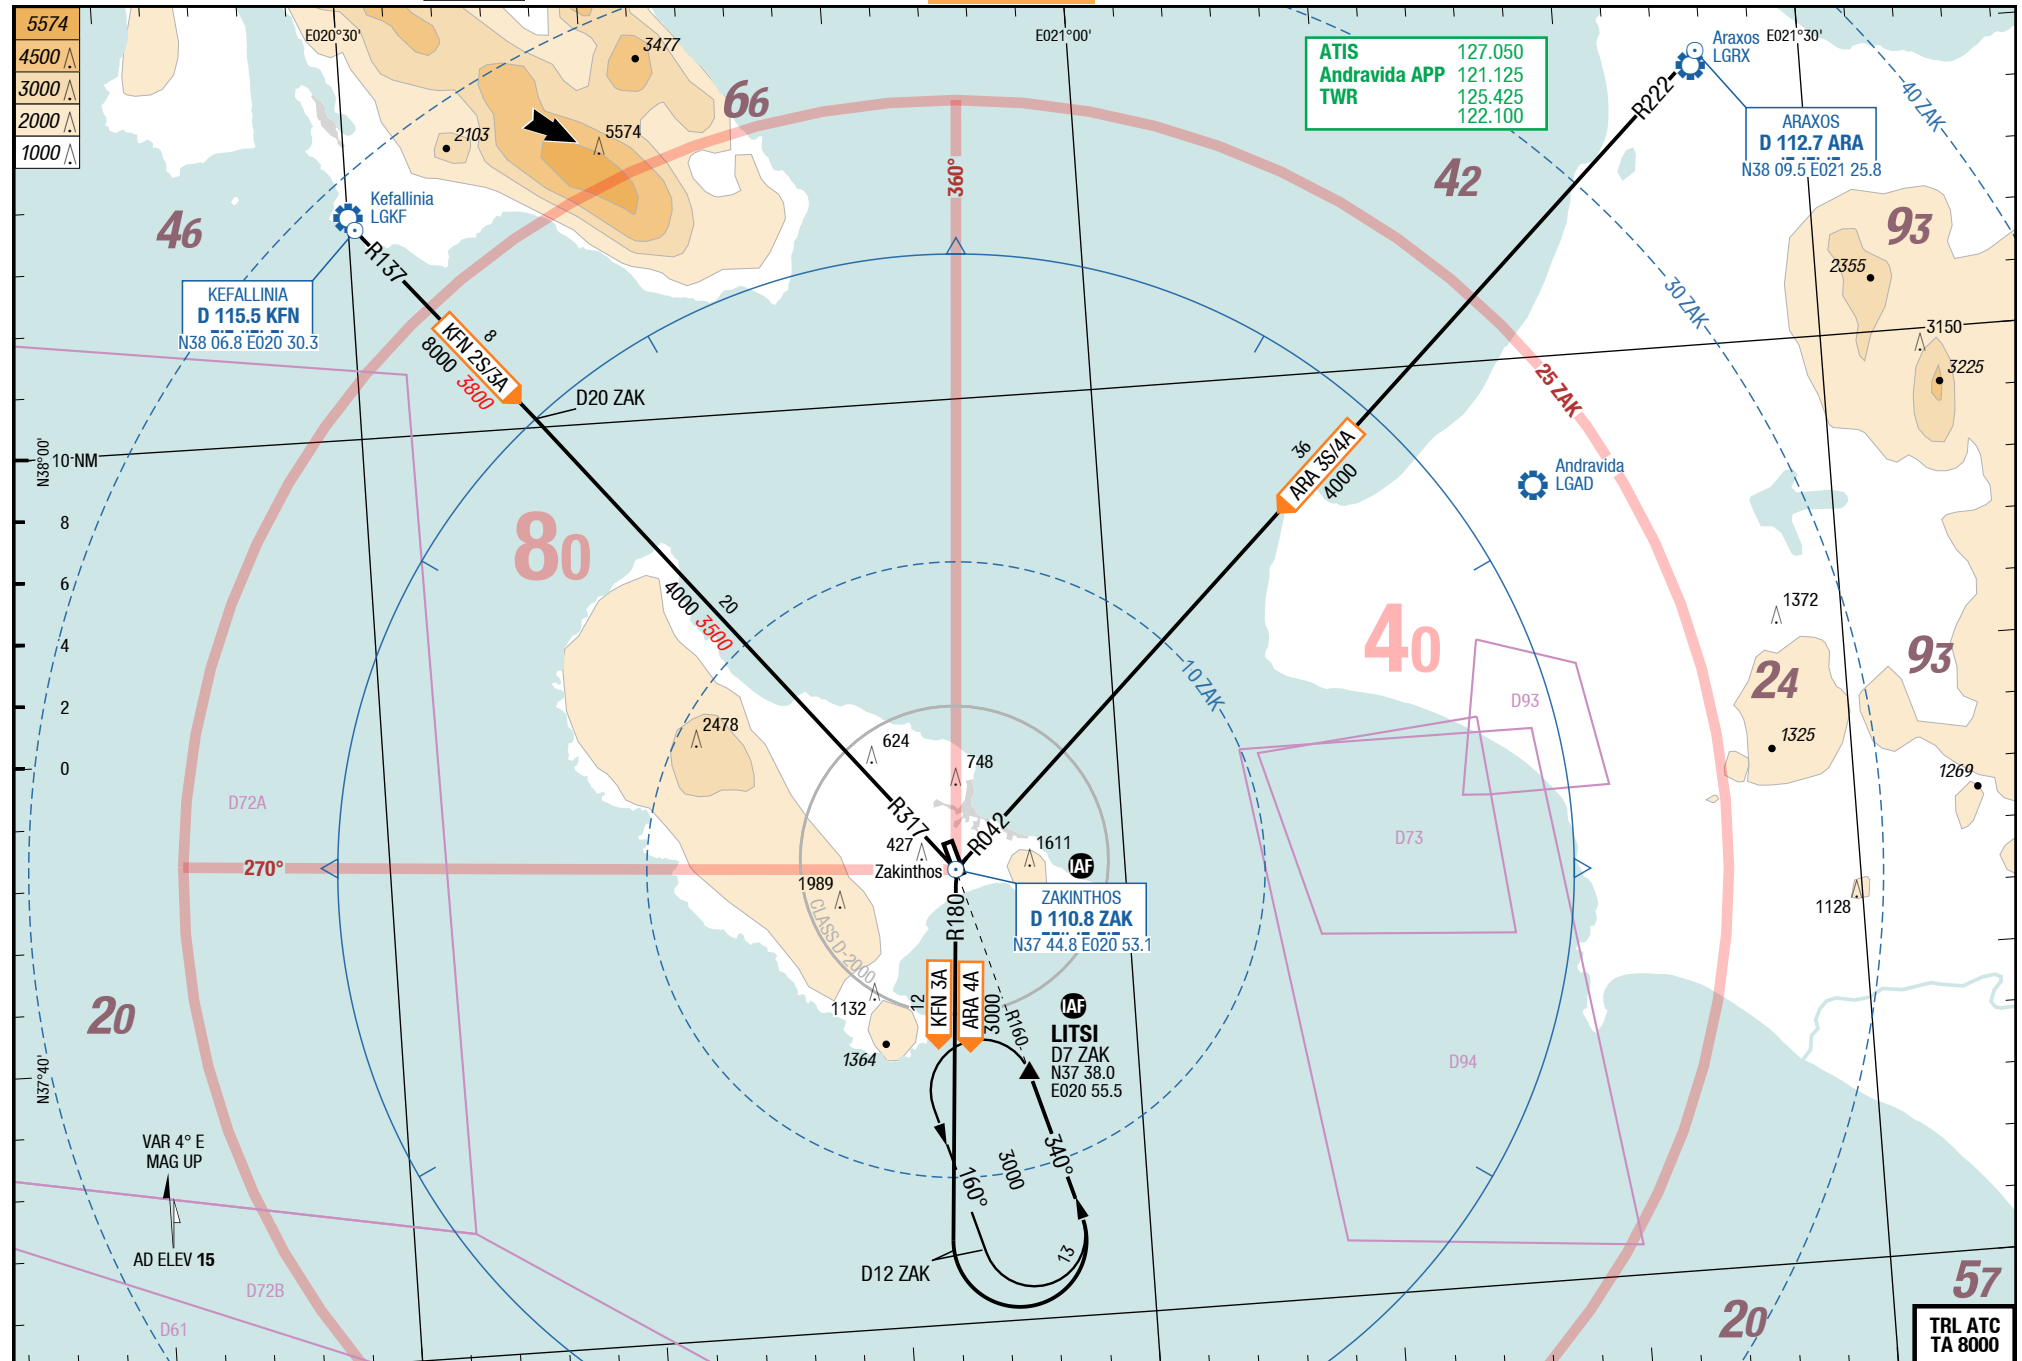 5574
4500
3000
2000
1000
E020°30'
E021°00'
E021°30'
3477
66
2103
5574
46
Kefallinia
LGKF
R137
KEFALLINIA
D 115.5 KFN
N38 06.8 E020 30.3
8
KFN 2S/3A
8000 3800
D20 ZAK
360°
ATIS 127.050
Andravida APP 121.125
TWR 125.425
122.100
Araxos
LGRX
R222
ARAXOS
D 112.7 ARA
N38 09.5 E021 25.8
40 ZAK
42
93
2355
30 ZAK
3150
3225
25 ZAK
36
ARA 3S/4A
4000
Andravida
LGAD
N38°00'
10 NM
8
6
4
2
0
80
20
4000 3500
40
1372
93
24
1325
1269
D93
10 ZAK
2478
624
748
R317
R042
427
1611
IAF
Zakinthos
D72A
270°
1989
CLASS D-2000
R180
ZAKINTHOS
D 110.8 ZAK
N37 44.8 E020 53.1
D73
1128
20
1132
1364
12
KFN 3A
ARA 4A
3000
R160
IAF
LITSI
D7 ZAK
N37 38.0
E020 55.5
D94
N37°40'
VAR 4° E
MAG UP
AD ELEV 15
160°
3000
340°
13
D12 ZAK
D72B
D61
57
20
TRL ATC
TA 8000